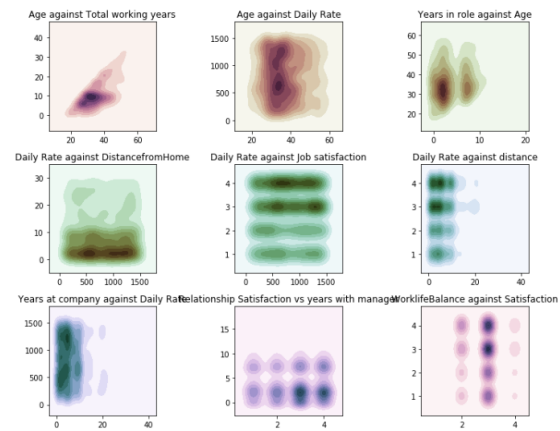 Age against Total working years
Age against Daily Rate
Years in role against Age
40
30
20
10
0
20 40 60
1500
1000
500
0
20 40 60
60
50
40
30
20
0 10 20
Daily Rate against DistancefromHome
Daily Rate against Job satisfaction
Daily Rate against distance
30
20
10
0
0 500 1000 1500
4
3
2
1
0 500 1000 1500
4
3
2
1
0 20 40
Years at company against Daily Rate
Relationship Satisfaction vs years with manager
WorklifeBalance against Satisfaction
1500
1000
500
0
0 20 40
15
10
5
0
2 4
4
3
2
1
2 4